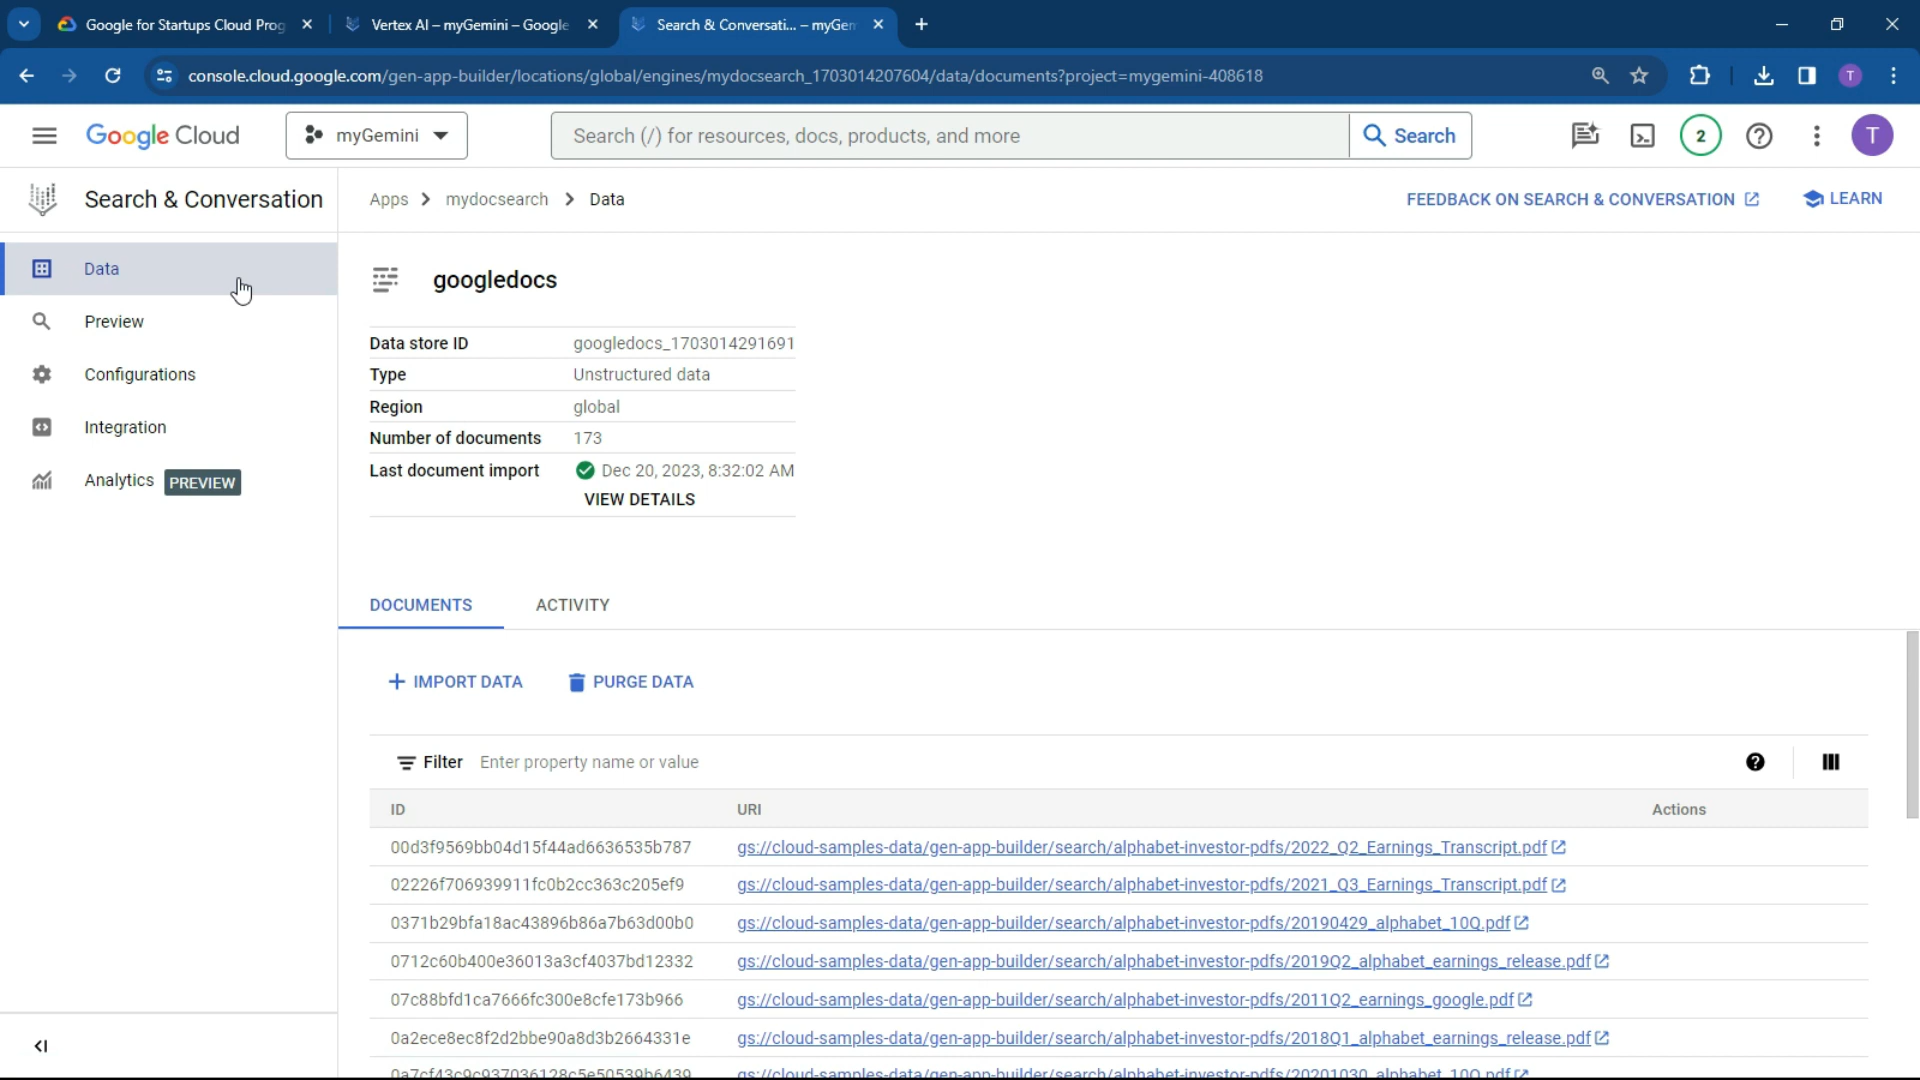 Google for Startups Cloud Prog
Vertex AI – myGemini – Google
Search & Conversati... – myGem
console.cloud.google.com/gen-app-builder/locations/global/engines/mydocsearch_1703014207604/data/documents?project=mygemini-408618
T
Google Cloud
myGemini
Search (/) for resources, docs, products, and more
Search
2
T
Search & Conversation
Apps > mydocsearch > Data
FEEDBACK ON SEARCH & CONVERSATION
LEARN
Data
Preview
Configurations
Integration
Analytics PREVIEW
googledocs
Data store ID googledocs_1703014291691
Type Unstructured data
Region global
Number of documents 173
Last document import Dec 20, 2023, 8:32:02 AM
VIEW DETAILS
DOCUMENTS ACTIVITY
+ IMPORT DATA PURGE DATA
Filter Enter property name or value
ID URI Actions
00d3f9569bb04d15f44ad6636535b787 gs://cloud-samples-data/gen-app-builder/search/alphabet-investor-pdfs/2022_Q2_Earnings_Transcript.pdf
02226f706939911fc0b2cc363c205ef9 gs://cloud-samples-data/gen-app-builder/search/alphabet-investor-pdfs/2021_Q3_Earnings_Transcript.pdf
0371b29bfa18ac43896b86a7b63d00b0 gs://cloud-samples-data/gen-app-builder/search/alphabet-investor-pdfs/20190429_alphabet_10Q.pdf
0712c60b400e36013a3cf4037bd12332 gs://cloud-samples-data/gen-app-builder/search/alphabet-investor-pdfs/2019Q2_alphabet_earnings_release.pdf
07c88bfd1ca7666fc300e8cfe173b966 gs://cloud-samples-data/gen-app-builder/search/alphabet-investor-pdfs/2011Q2_earnings_google.pdf
0a2ece8ec8f2d2bbe90a8d3b2664331e gs://cloud-samples-data/gen-app-builder/search/alphabet-investor-pdfs/2018Q1_alphabet_earnings_release.pdf
0a7cf43c9c937036128c5e50539b6439 gs://cloud-samples-data/gen-app-builder/search/alphabet-investor-pdfs/20201030_alphabet_10Q.pdf